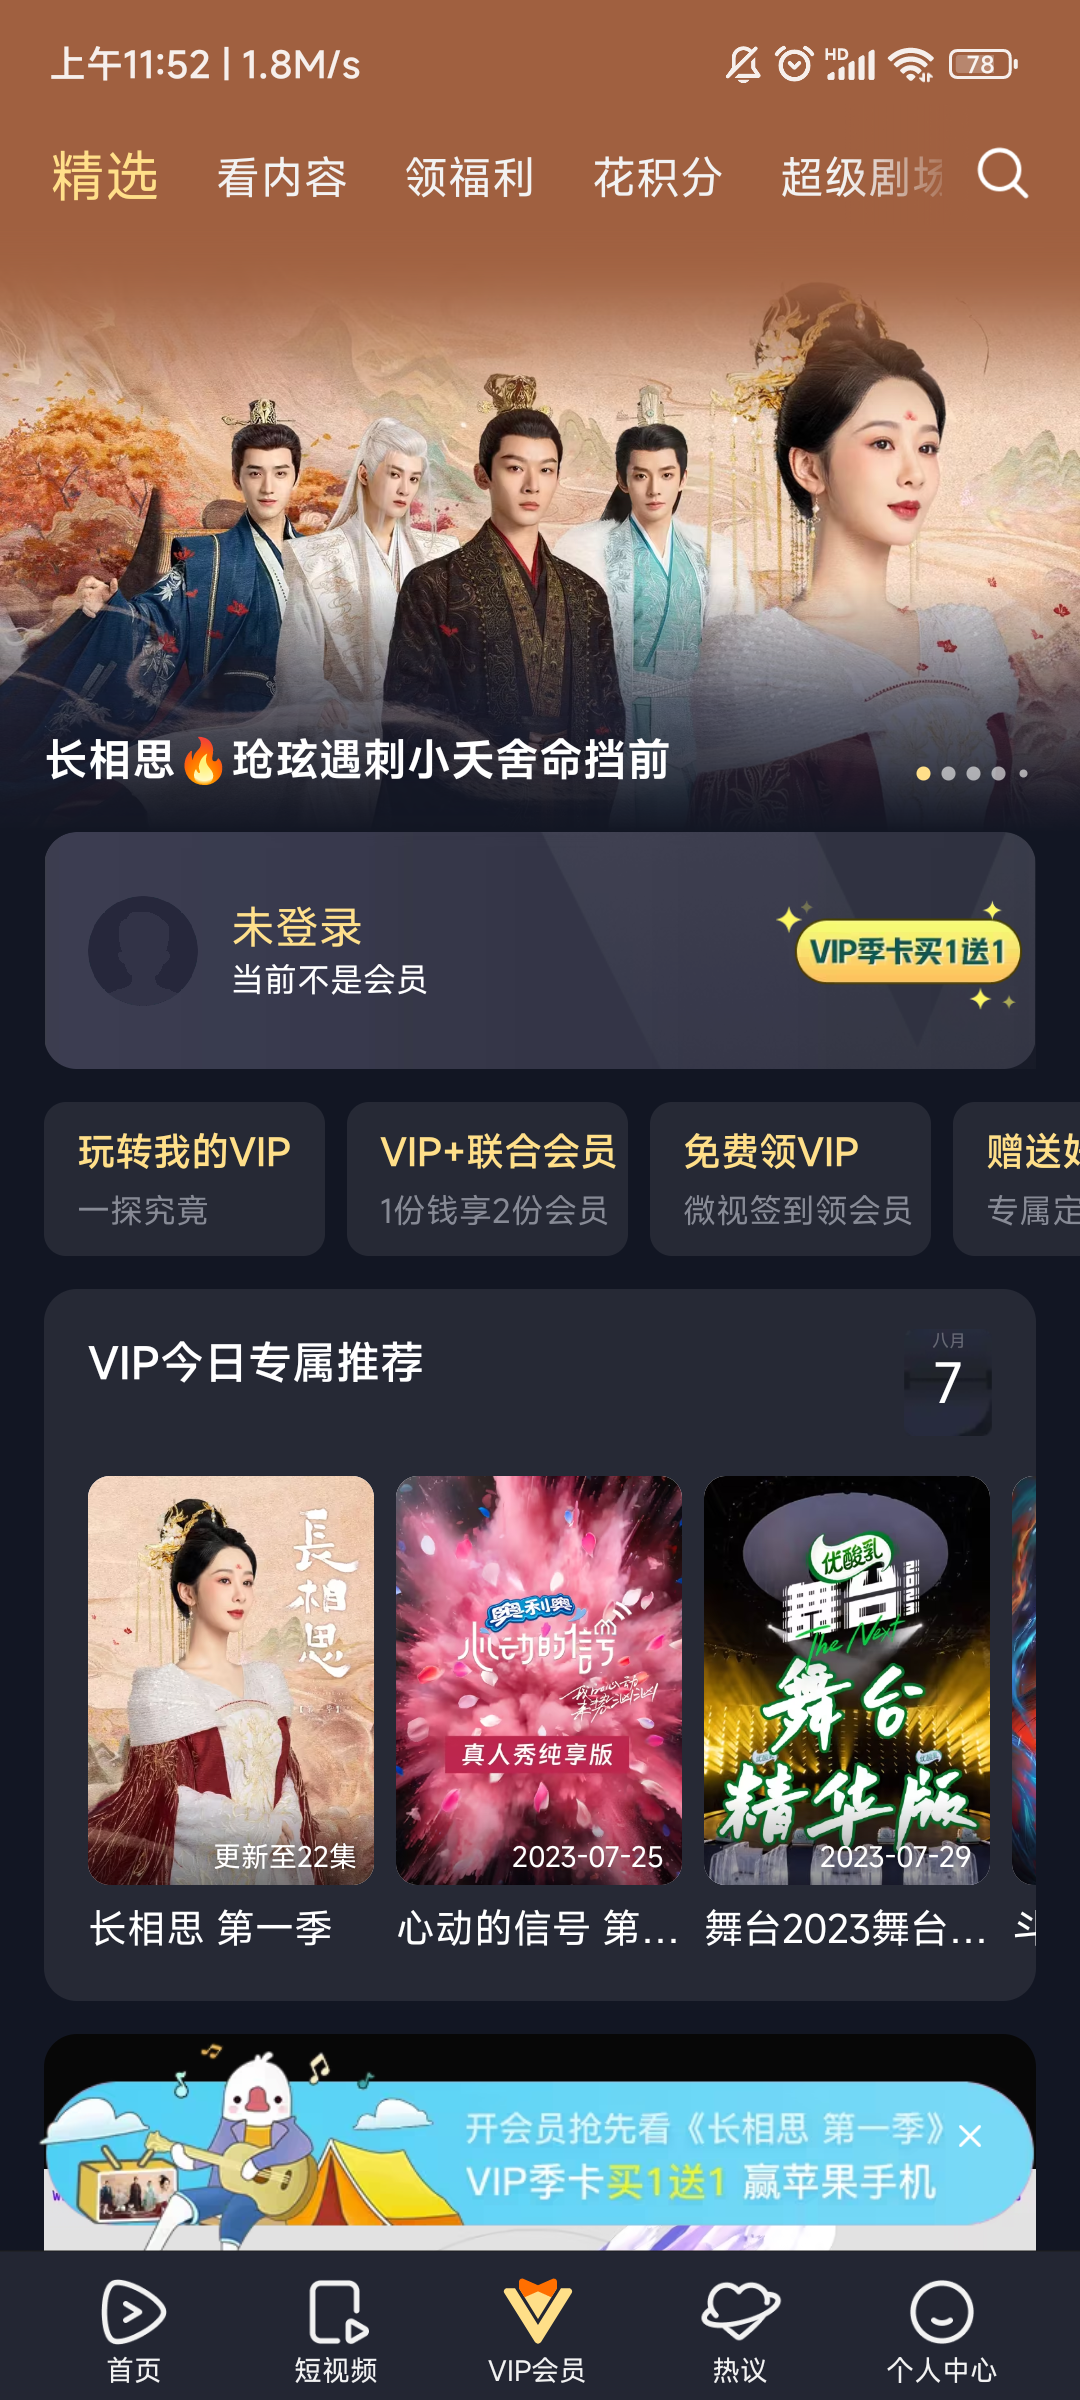 上午11:52 | 1.8M/s
HD
78
精选 看内容 领福利 花积分 超级剧场
长相思🔥玱玹遇刺小夭舍命挡前
未登录
当前不是会员
VIP季卡买1送1
玩转我的VIP
一探究竟
VIP+联合会员
1份钱享2份会员
免费领VIP
微视签到领会员
赠送好
专属定
VIP今日专属推荐
八月
7
長相思
更新至22集
长相思 第一季
奥利奥
心动的信号
真人秀纯享版
2023-07-25
心动的信号 第...
优酸乳
舞台2023
The Next
舞台
精华版
2023-07-29
舞台2023舞台...
开会员抢先看《长相思 第一季》
VIP季卡买1送1 赢苹果手机
首页
短视频
VIP会员
热议
个人中心